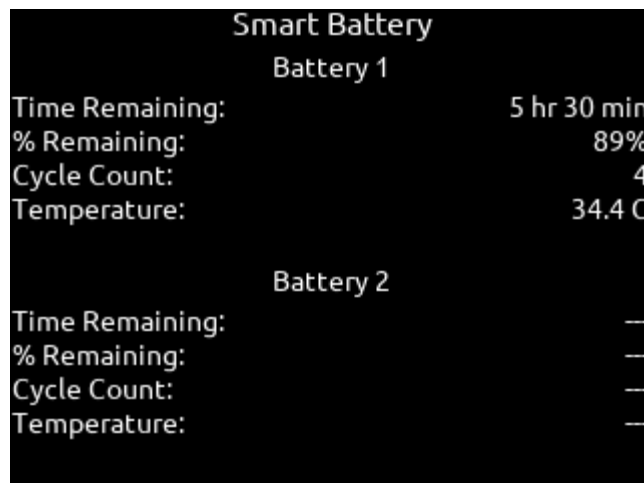 Smart Battery
Battery 1
Time Remaining: 5 hr 30 min
% Remaining: 89%
Cycle Count: 4
Temperature: 34.4 C
Battery 2
Time Remaining: --
% Remaining: --
Cycle Count: --
Temperature: --